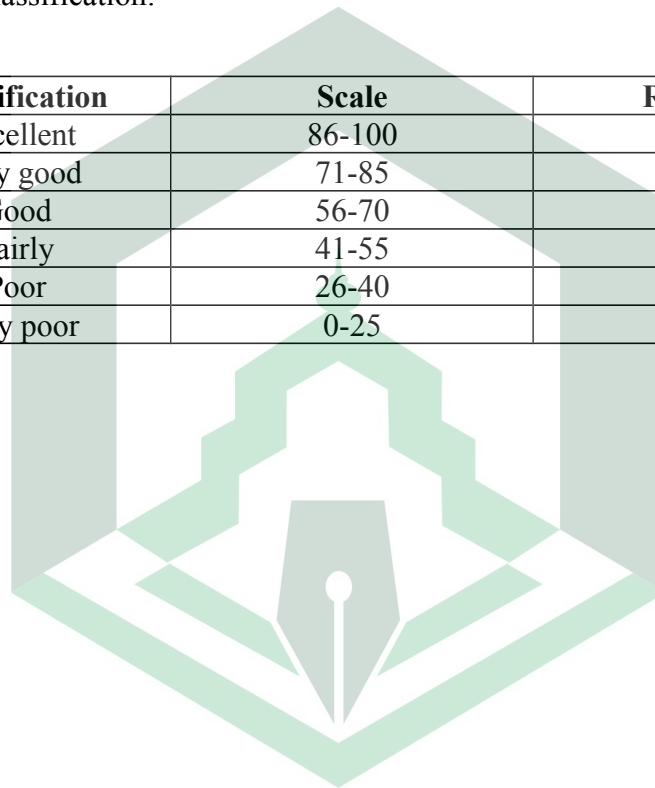 assification:
ification Scale R
cellent 86-100
y good 71-85
Good 56-70
airly 41-55
Poor 26-40
y poor 0-25